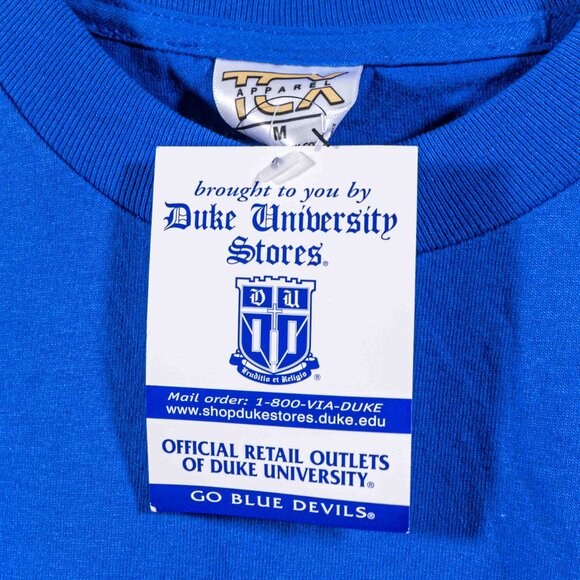 TCX
APPAREL
M
brought to you by
Duke University
Stores®
D U
Eruditio et Religio ®
Mail order: 1-800-VIA-DUKE
www.shopdukestores.duke.edu
OFFICIAL RETAIL OUTLETS
OF DUKE UNIVERSITY®
GO BLUE DEVILS®